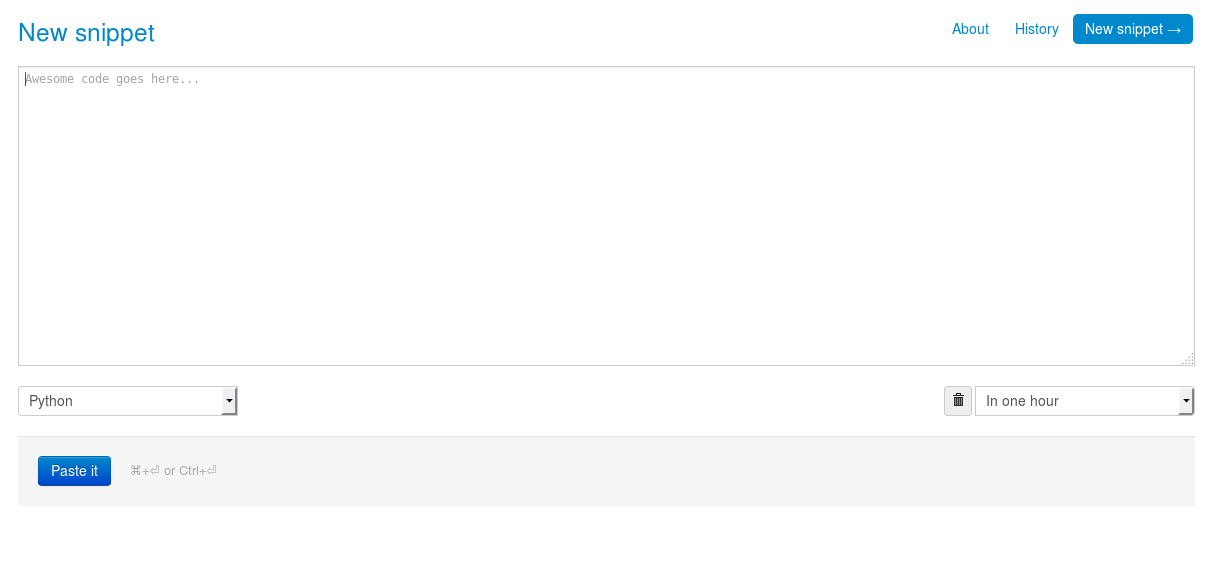 New snippet
About History New snippet →
Awesome code goes here...
Python
In one hour
Paste it ⌘+⏎ or Ctrl+⏎